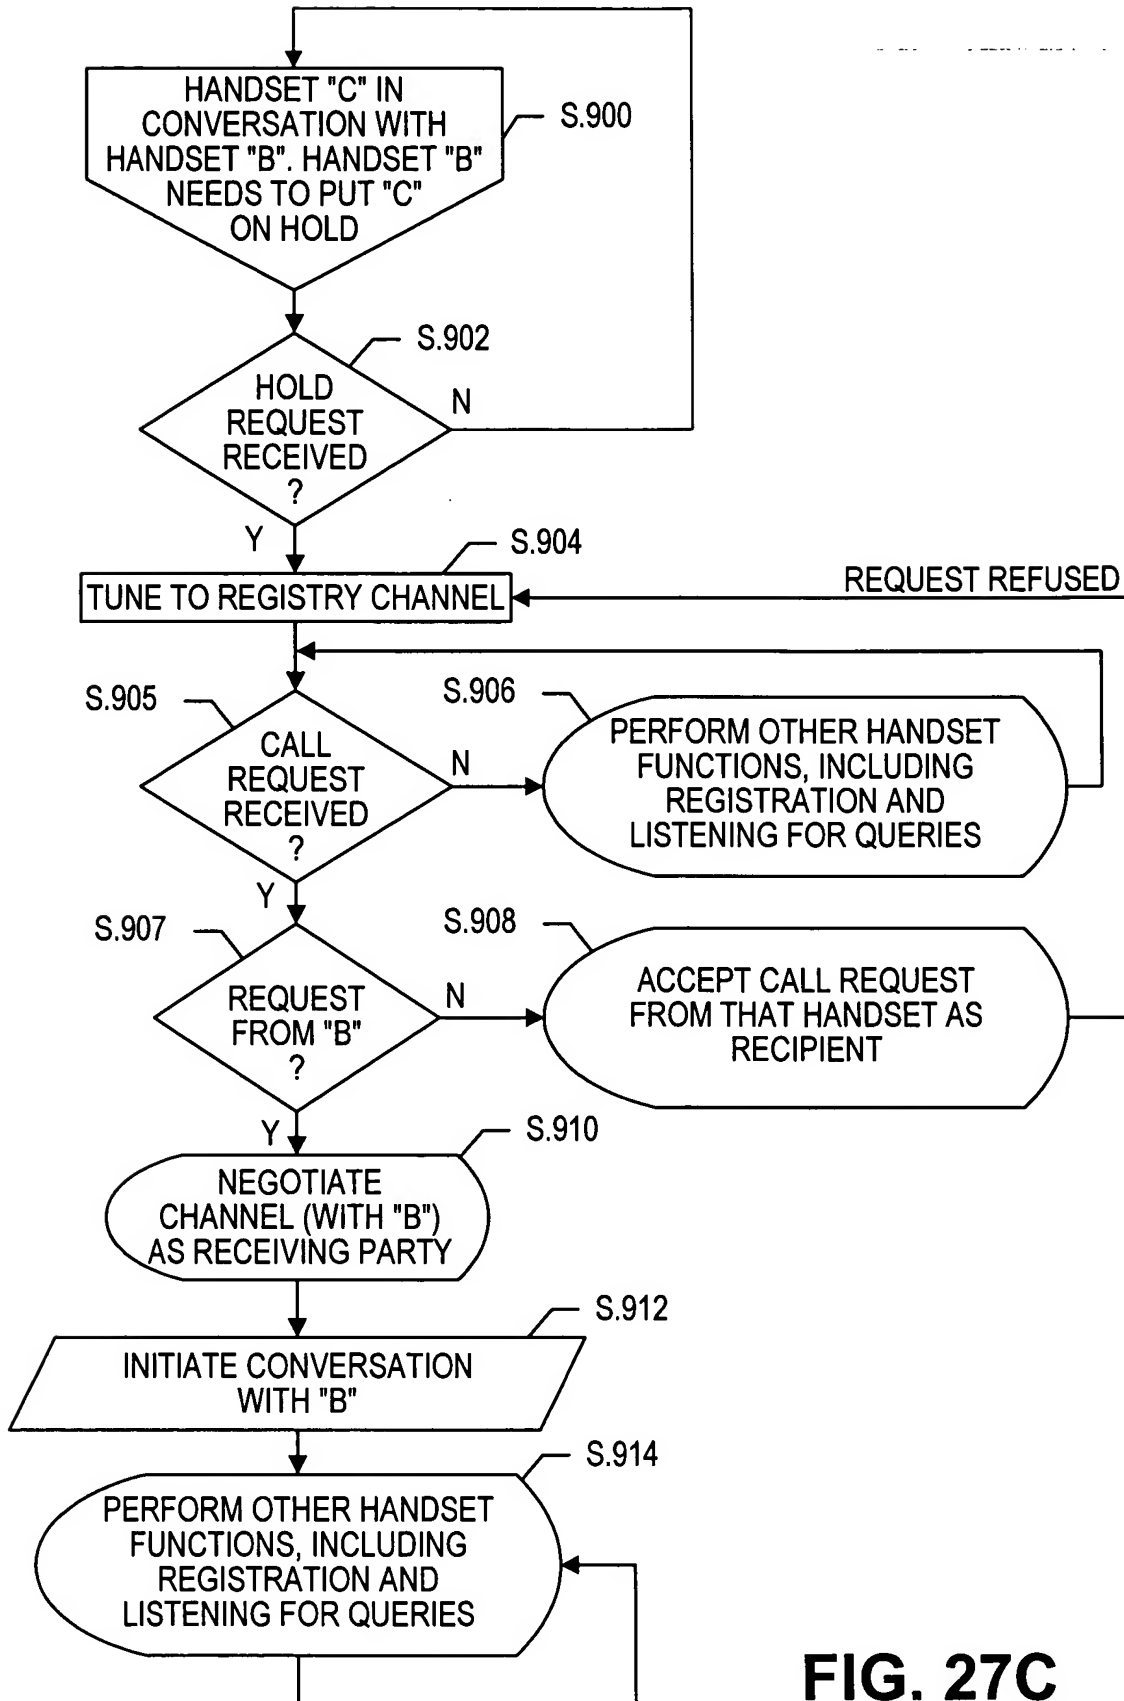 HANDSET "C" IN
CONVERSATION WITH
HANDSET "B". HANDSET "B"
NEEDS TO PUT "C"
ON HOLD
S.900
S.902
HOLD
REQUEST
RECEIVED
?
N
Y
S.904
TUNE TO REGISTRY CHANNEL
REQUEST REFUSED
S.905
CALL
REQUEST
RECEIVED
?
N
Y
S.906
PERFORM OTHER HANDSET
FUNCTIONS, INCLUDING
REGISTRATION AND
LISTENING FOR QUERIES
S.907
REQUEST
FROM "B"
?
N
Y
S.908
ACCEPT CALL REQUEST
FROM THAT HANDSET AS
RECIPIENT
S.910
NEGOTIATE
CHANNEL (WITH "B")
AS RECEIVING PARTY
S.912
INITIATE CONVERSATION
WITH "B"
S.914
PERFORM OTHER HANDSET
FUNCTIONS, INCLUDING
REGISTRATION AND
LISTENING FOR QUERIES
FIG. 27C